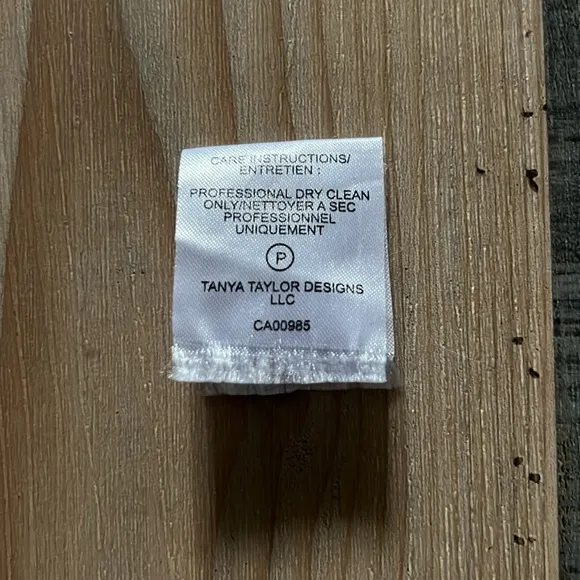 CARE INSTRUCTIONS/
ENTRETIEN :
PROFESSIONAL DRY CLEAN
ONLY/NETTOYER A SEC
PROFESSIONNEL
UNIQUEMENT
P
TANYA TAYLOR DESIGNS
LLC
CA00985